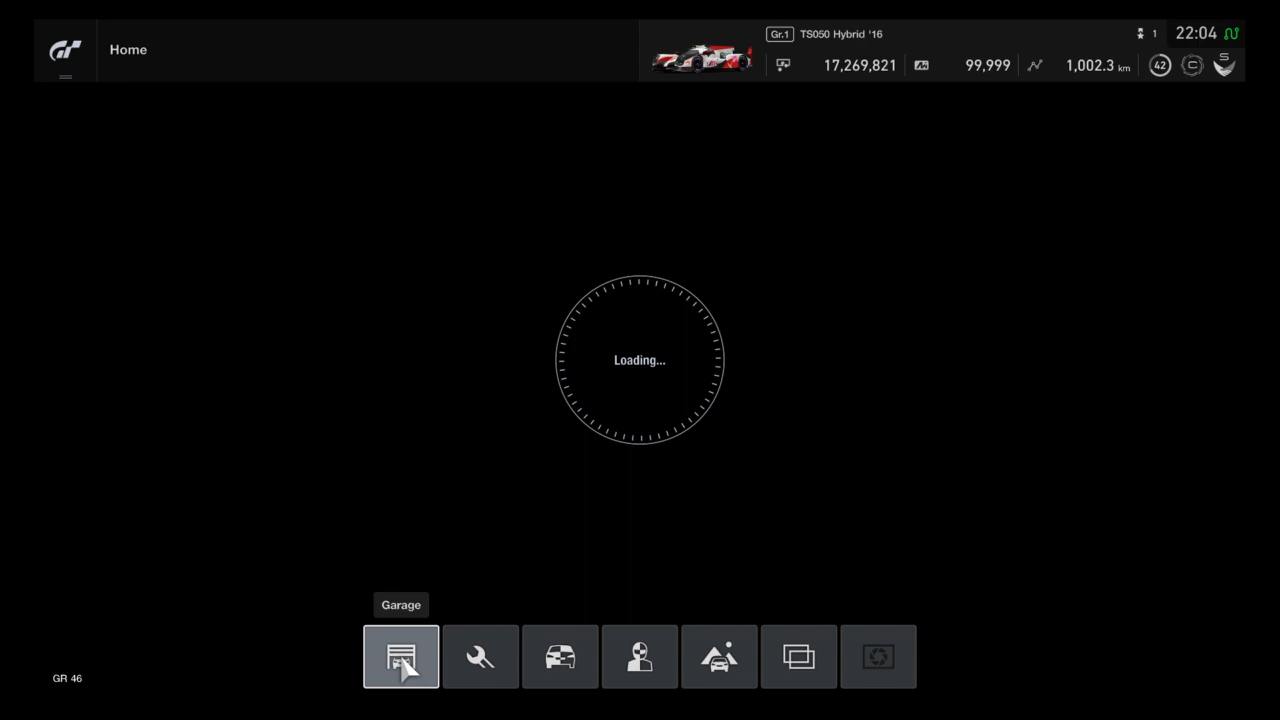 Home
Gr.1 TS050 Hybrid '16
1 22:04
17,269,821 99,999 1,002.3 km 42 C S
Loading...
Garage
GR 46